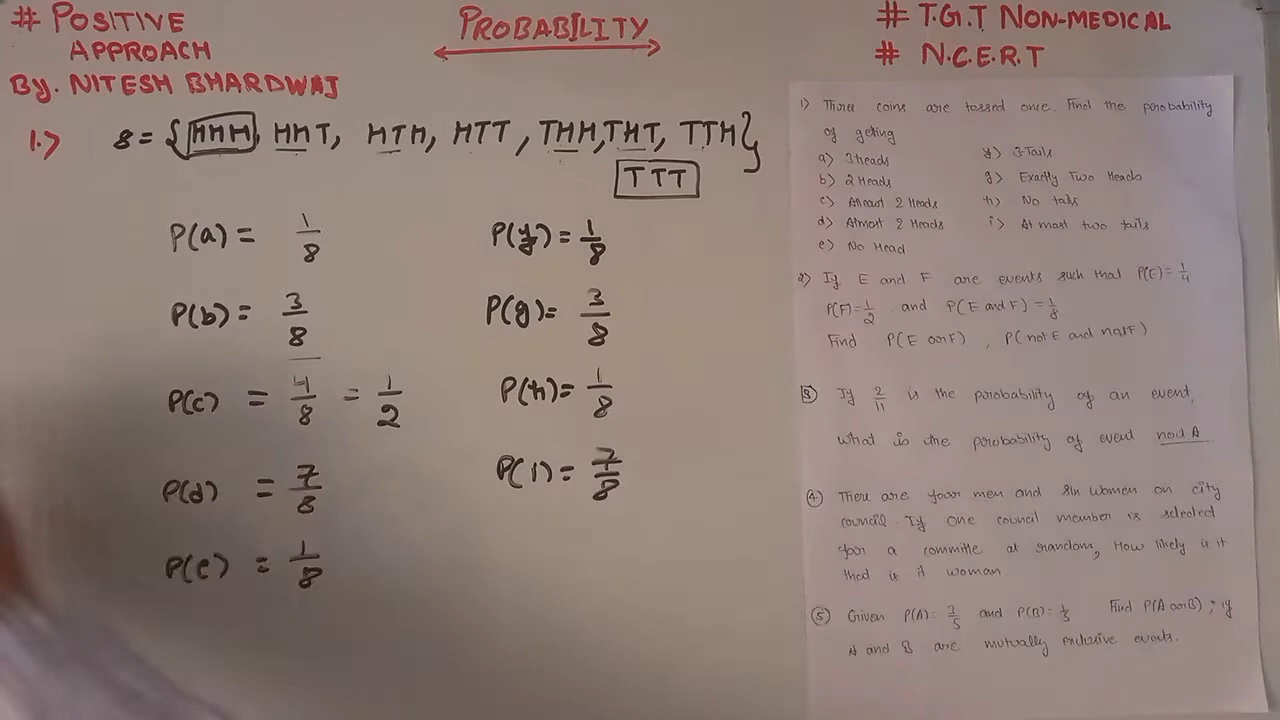 # POSITIVE
APPROACH
By. NITESH BHARDWAJ
PROBABILITY
# T.G.T NON-MEDICAL
# N.C.E.R.T
1.) S = {HHH, HHT, HTH, HTT, THH, THT, TTH}
TTT
P(a) = 1/8
P(b) = 3/8
P(c) = 4/8 = 1/2
P(d) = 7/8
P(e) = 1/8
P(f) = 1/8
P(g) = 3/8
P(h) = 1/8
P(i) = 7/8
1) Three coins are tossed once. Find the probability
of geting
a) 3 heads
b) 2 Heads
c) Atleast 2 Heads
d) Atmost 2 Heads
e) No Head
f) 3 Tails
g) Exactly Two Heads
h) No tails
i) At most two tails
2) If E and F are events such that P(E) = 1/4
P(F) = 1/2 and P(E and F) = 1/8
Find P(E or F), P(not E and not F)
3) If 2/11 is the probability of an event,
What is the probability of event not A
4) There are four men and six women on city
council. If one council member is selected
for a committe at random, How likely is it
that is it woman.
5) Given P(A) = 3/5 and P(B) = 1/5 Find P(A or B); if
A and B are mutually exclusive events.